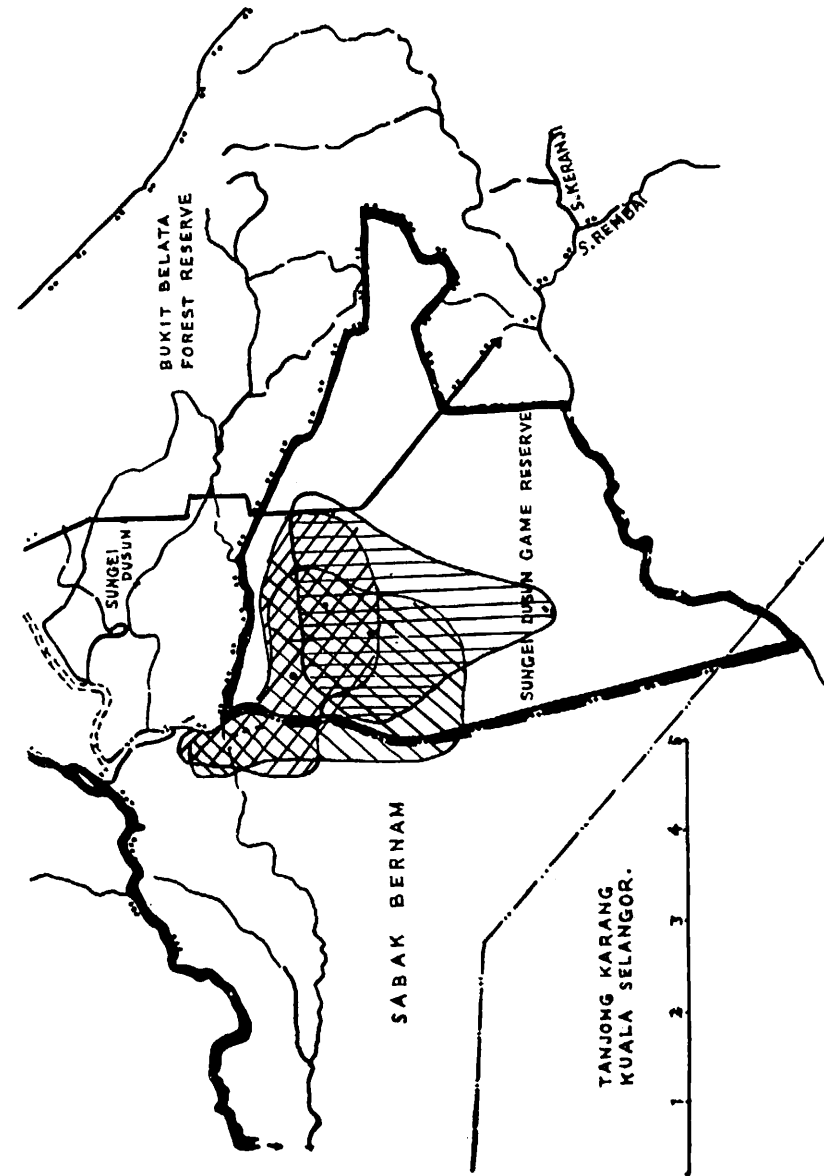 BUKIT BELATA
FOREST RESERVE
SUNGEI
DUSUN
S. KERANJI
S. REMBAI
SUNGEI DUSUN GAME RESERVE
SABAK BERNAM
TANJONG KARANG
KUALA SELANGOR.
1 2 3 4 5